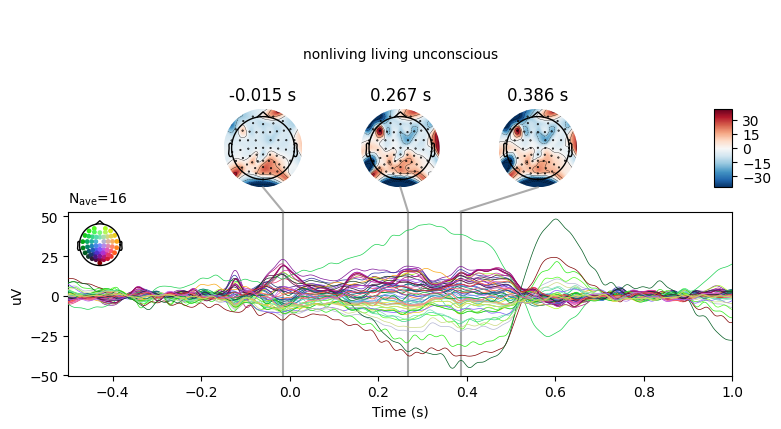 nonliving living unconscious
-0.015 s 0.267 s 0.386 s
30
15
0
−15
−30
Nave=16
50
25
0
−25
−50
uV
−0.4 −0.2 0.0 0.2 0.4 0.6 0.8 1.0
Time (s)